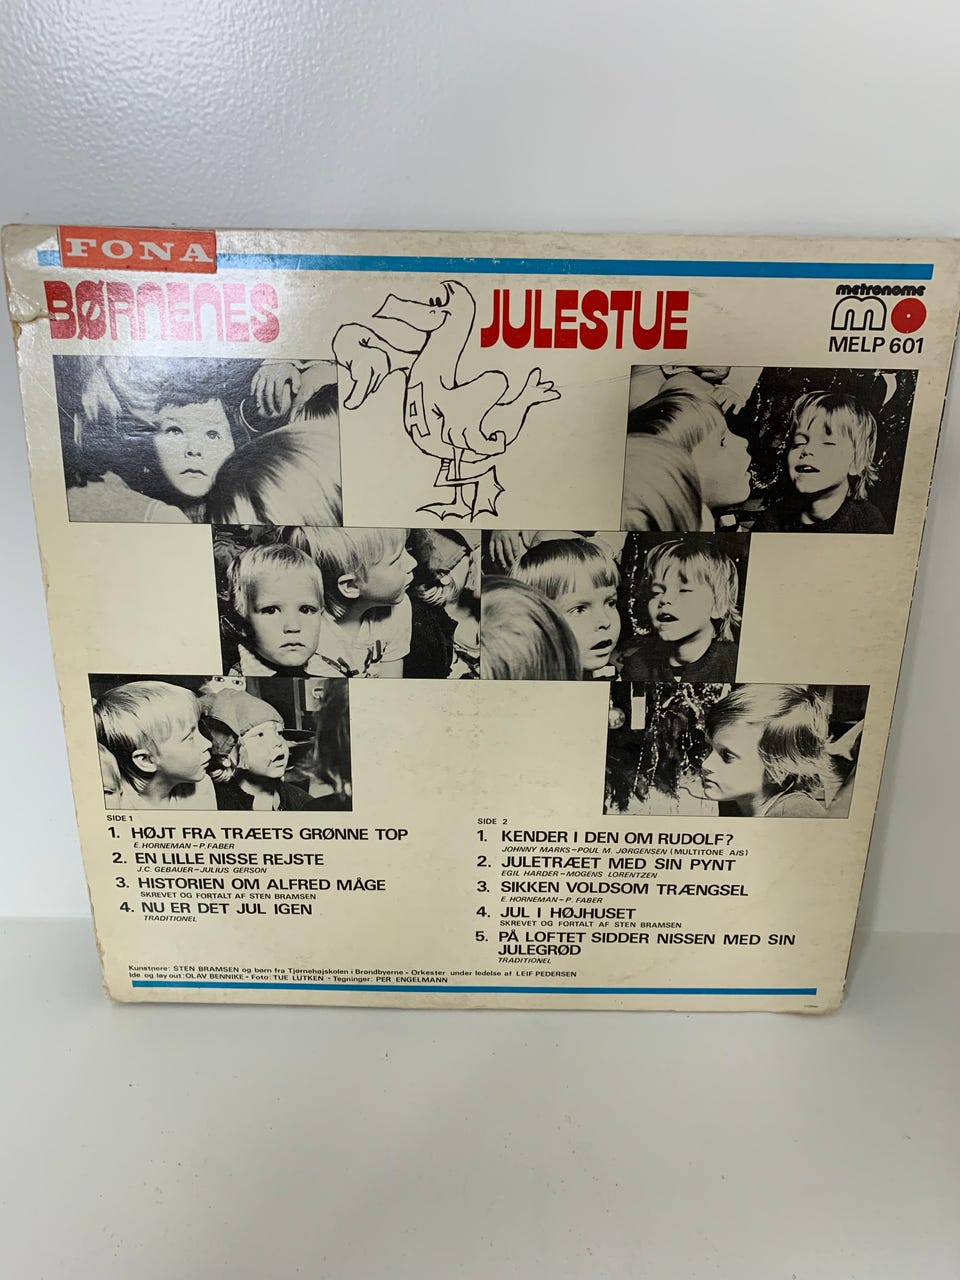 FONA
BØRNENES JULESTUE
metronome
MELP 601
A
SIDE 1
1. HØJT FRA TRÆETS GRØNNE TOP
E. HORNEMAN – P. FABER
2. EN LILLE NISSE REJSTE
J.C. GEBAUER – JULIUS GERSON
3. HISTORIEN OM ALFRED MÅGE
SKREVET OG FORTALT AF STEN BRAMSEN
4. NU ER DET JUL IGEN
TRADITIONEL
SIDE 2
1. KENDER I DEN OM RUDOLF?
JOHNNY MARKS – POUL M. JØRGENSEN (MULTITONE A/S)
2. JULETRÆET MED SIN PYNT
EGIL HARDER – MOGENS LORENTZEN
3. SIKKEN VOLDSOM TRÆNGSEL
E. HORNEMAN – P. FABER
4. JUL I HØJHUSET
SKREVET OG FORTALT AF STEN BRAMSEN
5. PÅ LOFTET SIDDER NISSEN MED SIN
JULEGRØD
TRADITIONEL
Kunstnere: STEN BRAMSEN og børn fra Tjørnehøjskolen i Brøndbyerne - Orkester under ledelse af LEIF PEDERSEN
Ide og lay out: OLAV BENNIKE - Foto: TUE LÜTKEN - Tegninger: PER ENGELMANN